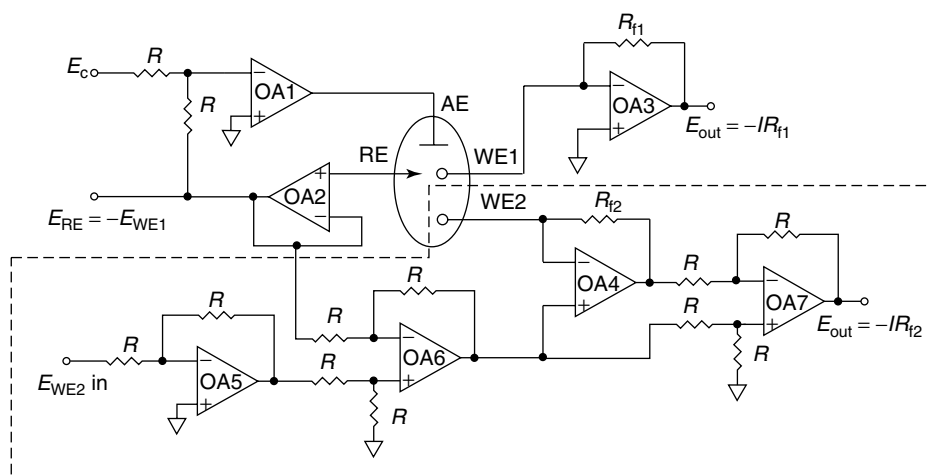 E_c
R
OA1
R
AE
R_f1
OA3
E_out = −IR_f1
RE
WE1
OA2
E_RE = −E_WE1
WE2
R_f2
OA4
R
R
OA7
E_out = −IR_f2
R
R
R
R
OA6
R
R
E_WE2 in
OA5
R
R
− + − + + − − + − + − + − +